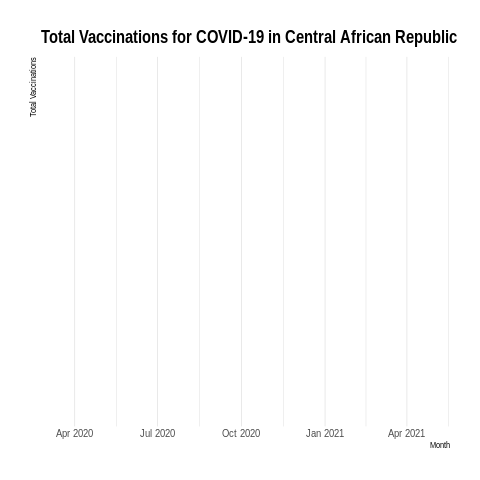 Total Vaccinations for COVID-19 in Central African Republic
Total Vaccinations
Apr 2020 Jul 2020 Oct 2020 Jan 2021 Apr 2021
Month